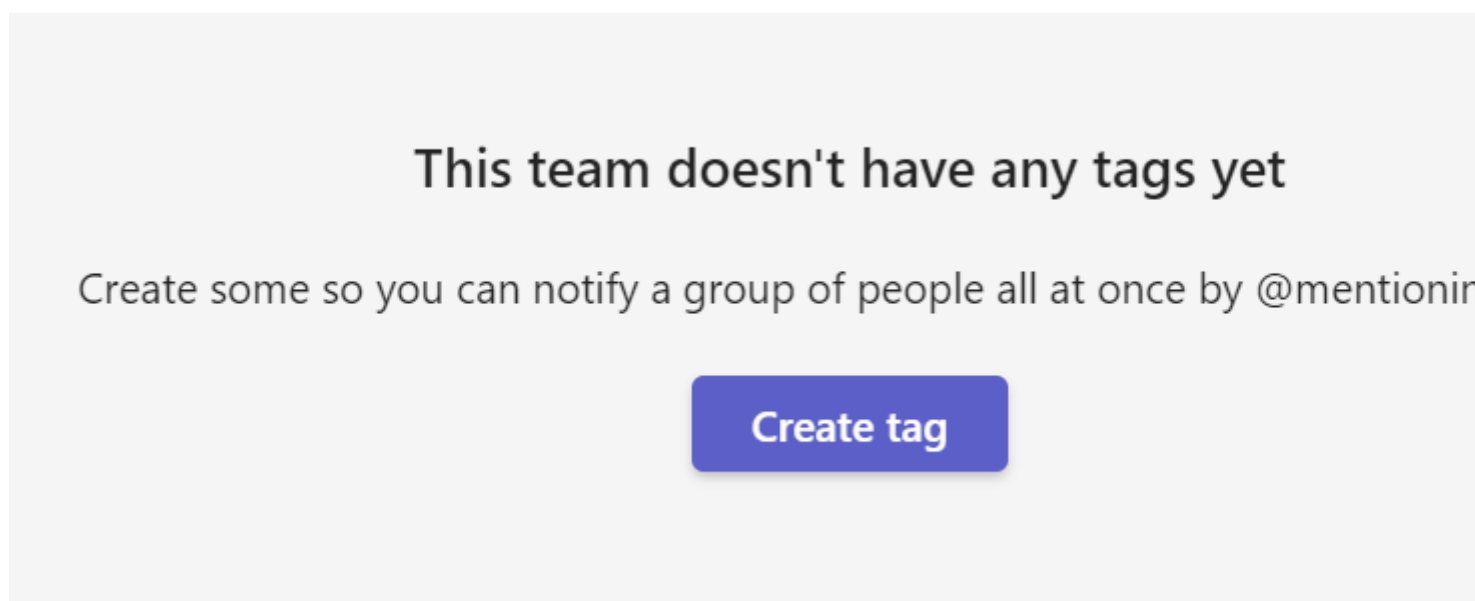 This team doesn't have any tags yet
Create some so you can notify a group of people all at once by
Create tag